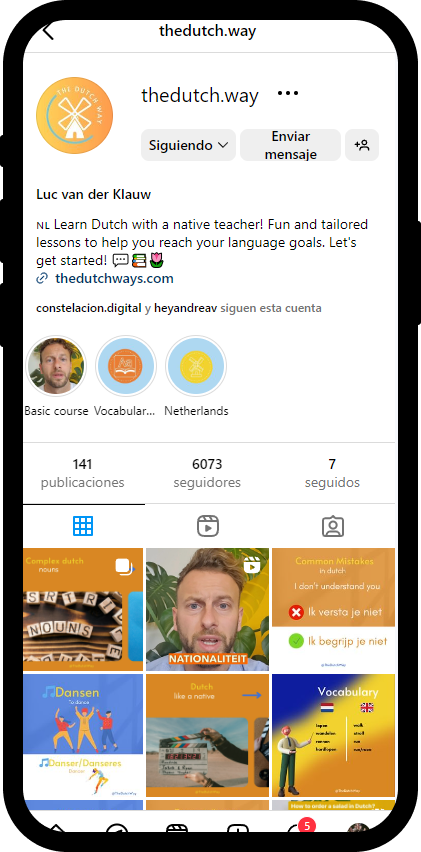 thedutch.way
THE DUTCH WAY
thedutch.way
Siguiendo
Enviar
mensaje
Luc van der Klauw
NL Learn Dutch with a native teacher! Fun and tailored
lessons to help you reach your language goals. Let's
get started!
thedutchways.com
constelacion.digital y heyandreav siguen esta cuenta
Basic course
Vocabular...
Netherlands
141
publicaciones
6073
seguidores
7
seguidos
Complex dutch
nouns
NOUNS
NATIONALITEIT
Common Mistakes
in dutch
I don't understand you
Ik versta je niet
Ik begrijp je niet
@TheDutchWay
Dansen
To dance
Danser/Danseres
Dancer
@TheDutchWay
Dutch
like a native
@TheDutchWay
Vocabulary
lopen walk
wandelen stroll
rennen run
hardlopen run/race
@TheDutchWay
How to order a salad in Dutch?
5